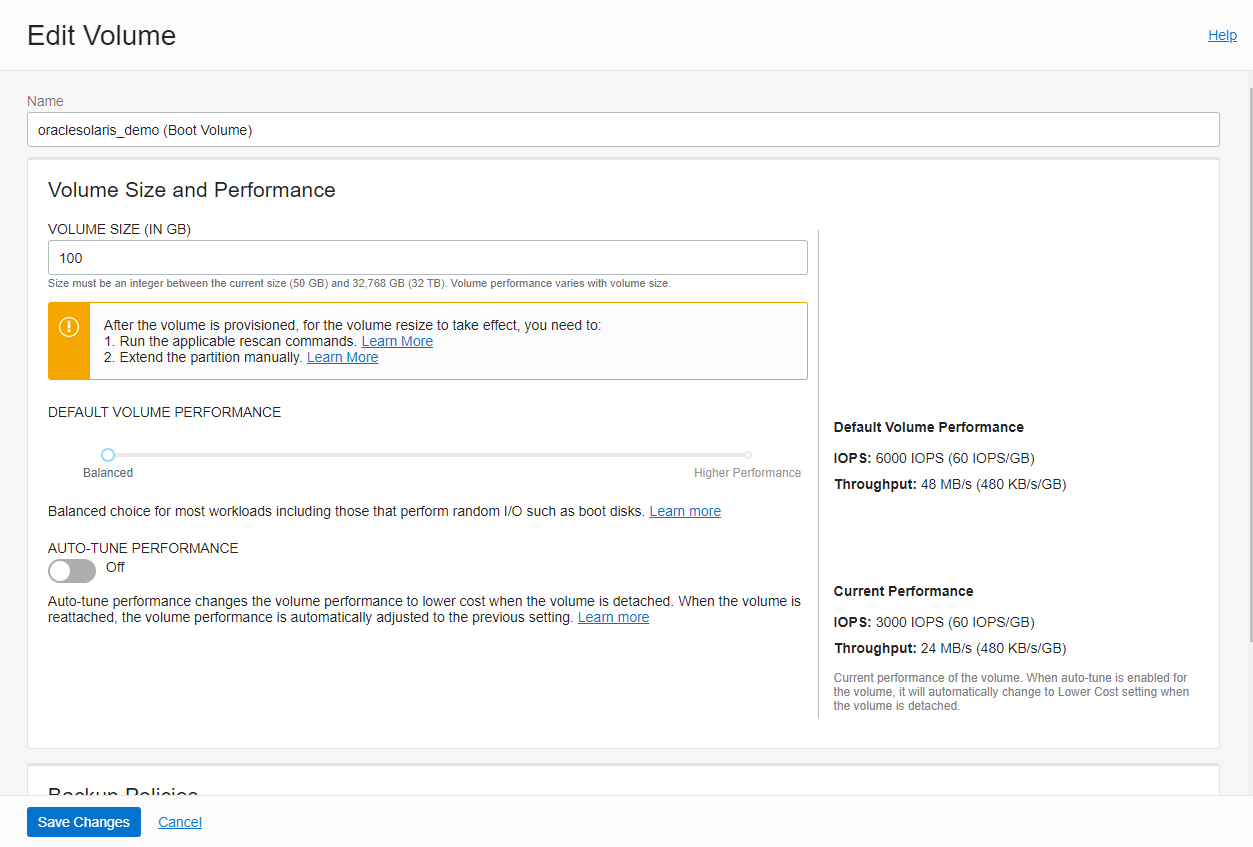 Edit Volume
Help
Name
oraclesolaris_demo (Boot Volume)
Volume Size and Performance
VOLUME SIZE (IN GB)
100
Size must be an integer between the current size (50 GB) and 32,768 GB (32 TB). Volume performance varies with volume size.
After the volume is provisioned, for the volume resize to take effect, you need to:
1. Run the applicable rescan commands. Learn More
2. Extend the partition manually. Learn More
DEFAULT VOLUME PERFORMANCE
Balanced
Higher Performance
Balanced choice for most workloads including those that perform random I/O such as boot disks. Learn more
AUTO-TUNE PERFORMANCE
Off
Auto-tune performance changes the volume performance to lower cost when the volume is detached. When the volume is
reattached, the volume performance is automatically adjusted to the previous setting. Learn more
Default Volume Performance
IOPS: 6000 IOPS (60 IOPS/GB)
Throughput: 48 MB/s (480 KB/s/GB)
Current Performance
IOPS: 3000 IOPS (60 IOPS/GB)
Throughput: 24 MB/s (480 KB/s/GB)
Current performance of the volume. When auto-tune is enabled for
the volume, it will automatically change to Lower Cost setting when
the volume is detached.
Backup Policies
Save Changes
Cancel